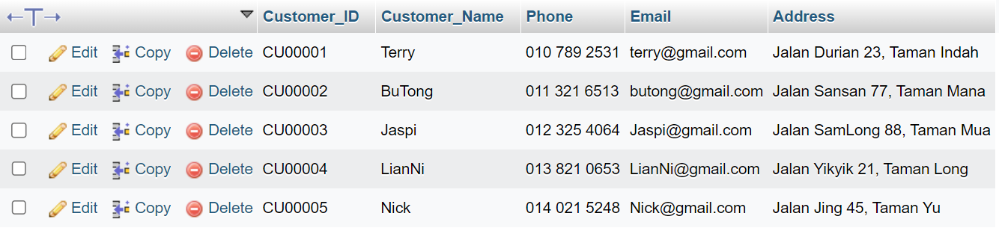 Customer_ID Customer_Name Phone Email Address
Edit Copy Delete CU00001 Terry 010 789 2531 terry@gmail.com Jalan Durian 23, Taman Indah
Edit Copy Delete CU00002 BuTong 011 321 6513 butong@gmail.com Jalan Sansan 77, Taman Mana
Edit Copy Delete CU00003 Jaspi 012 325 4064 Jaspi@gmail.com Jalan SamLong 88, Taman Mua
Edit Copy Delete CU00004 LianNi 013 821 0653 LianNi@gmail.com Jalan Yikyik 21, Taman Long
Edit Copy Delete CU00005 Nick 014 021 5248 Nick@gmail.com Jalan Jing 45, Taman Yu